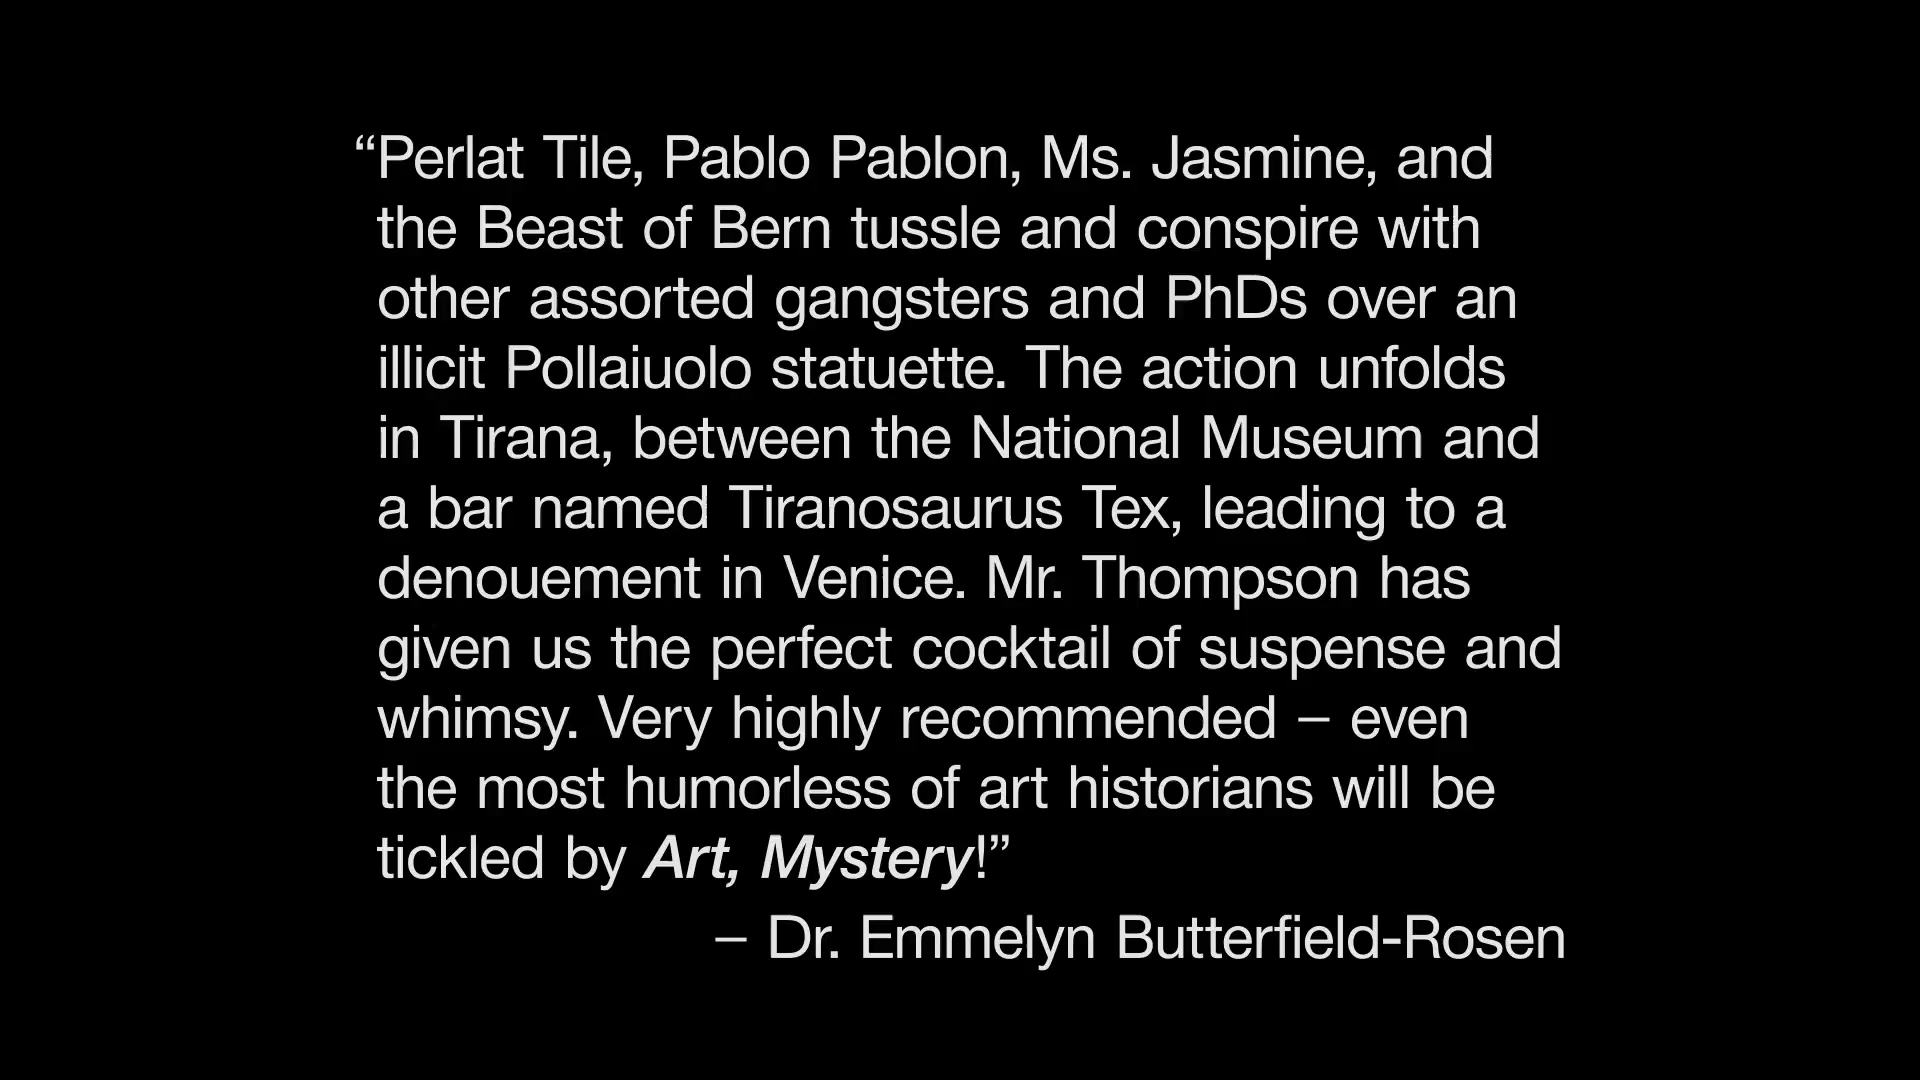 “Perlat Tile, Pablo Pablon, Ms. Jasmine, and
the Beast of Bern tussle and conspire with
other assorted gangsters and PhDs over an
illicit Pollaiuolo statuette. The action unfolds
in Tirana, between the National Museum and
a bar named Tiranosaurus Tex, leading to a
denouement in Venice. Mr. Thompson has
given us the perfect cocktail of suspense and
whimsy. Very highly recommended – even
the most humorless of art historians will be
tickled by Art, Mystery!”
– Dr. Emmelyn Butterfield-Rosen